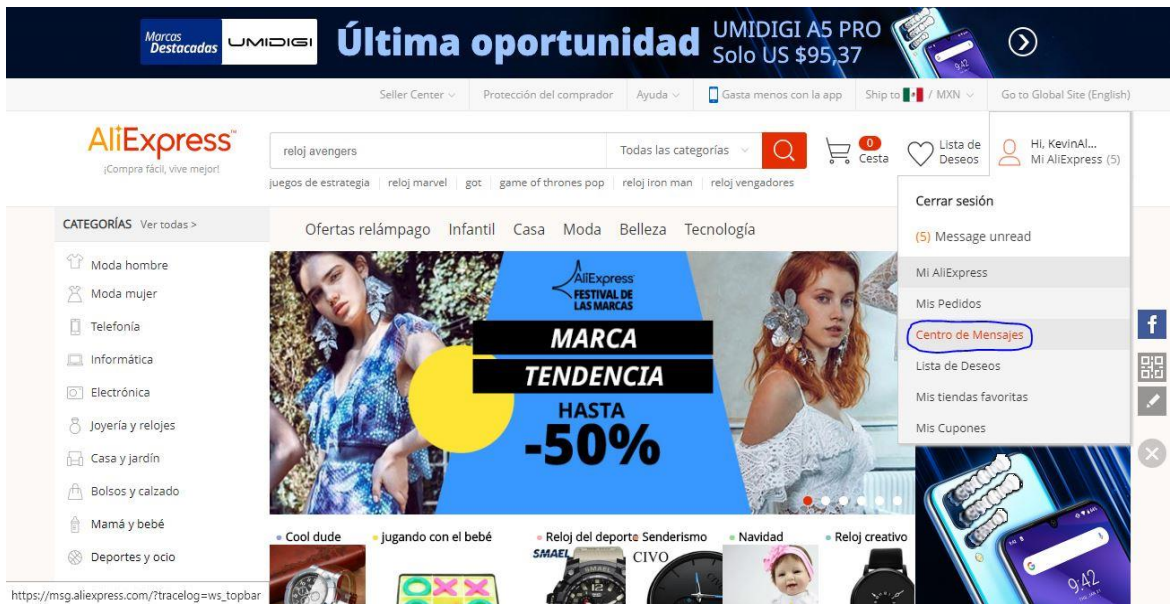 Marcas
Destacadas
UMIDIGI
Última oportunidad
UMIDIGI A5 PRO
Solo US $95,37
Seller Center
Protección del comprador
Ayuda
Gasta menos con la app
Ship to / MXN
Go to Global Site (English)
AliExpress™
¡Compra fácil, vive mejor!
reloj avengers
Todas las categorías
0
Cesta
Lista de
Deseos
Hi, KevinAl...
Mi AliExpress (5)
juegos de estrategia
reloj marvel
got
game of thrones pop
reloj iron man
reloj vengadores
Cerrar sesión
(5) Message unread
Mi AliExpress
Mis Pedidos
Centro de Mensajes
Lista de Deseos
Mis tiendas favoritas
Mis Cupones
CATEGORÍAS Ver todas >
Moda hombre
Moda mujer
Telefonía
Informática
Electrónica
Joyería y relojes
Casa y jardín
Bolsos y calzado
Mamá y bebé
Deportes y ocio
Ofertas relámpago
Infantil
Casa
Moda
Belleza
Tecnología
AliExpress
FESTIVAL DE
LAS MARCAS
MARCA
TENDENCIA
HASTA
-50%
Cool dude
jugando con el bebé
Reloj del deporte Senderismo
Navidad
Reloj creativo
SMAEL
CIVO
9:42
https://msg.aliexpress.com/?tracelog=ws_topbar